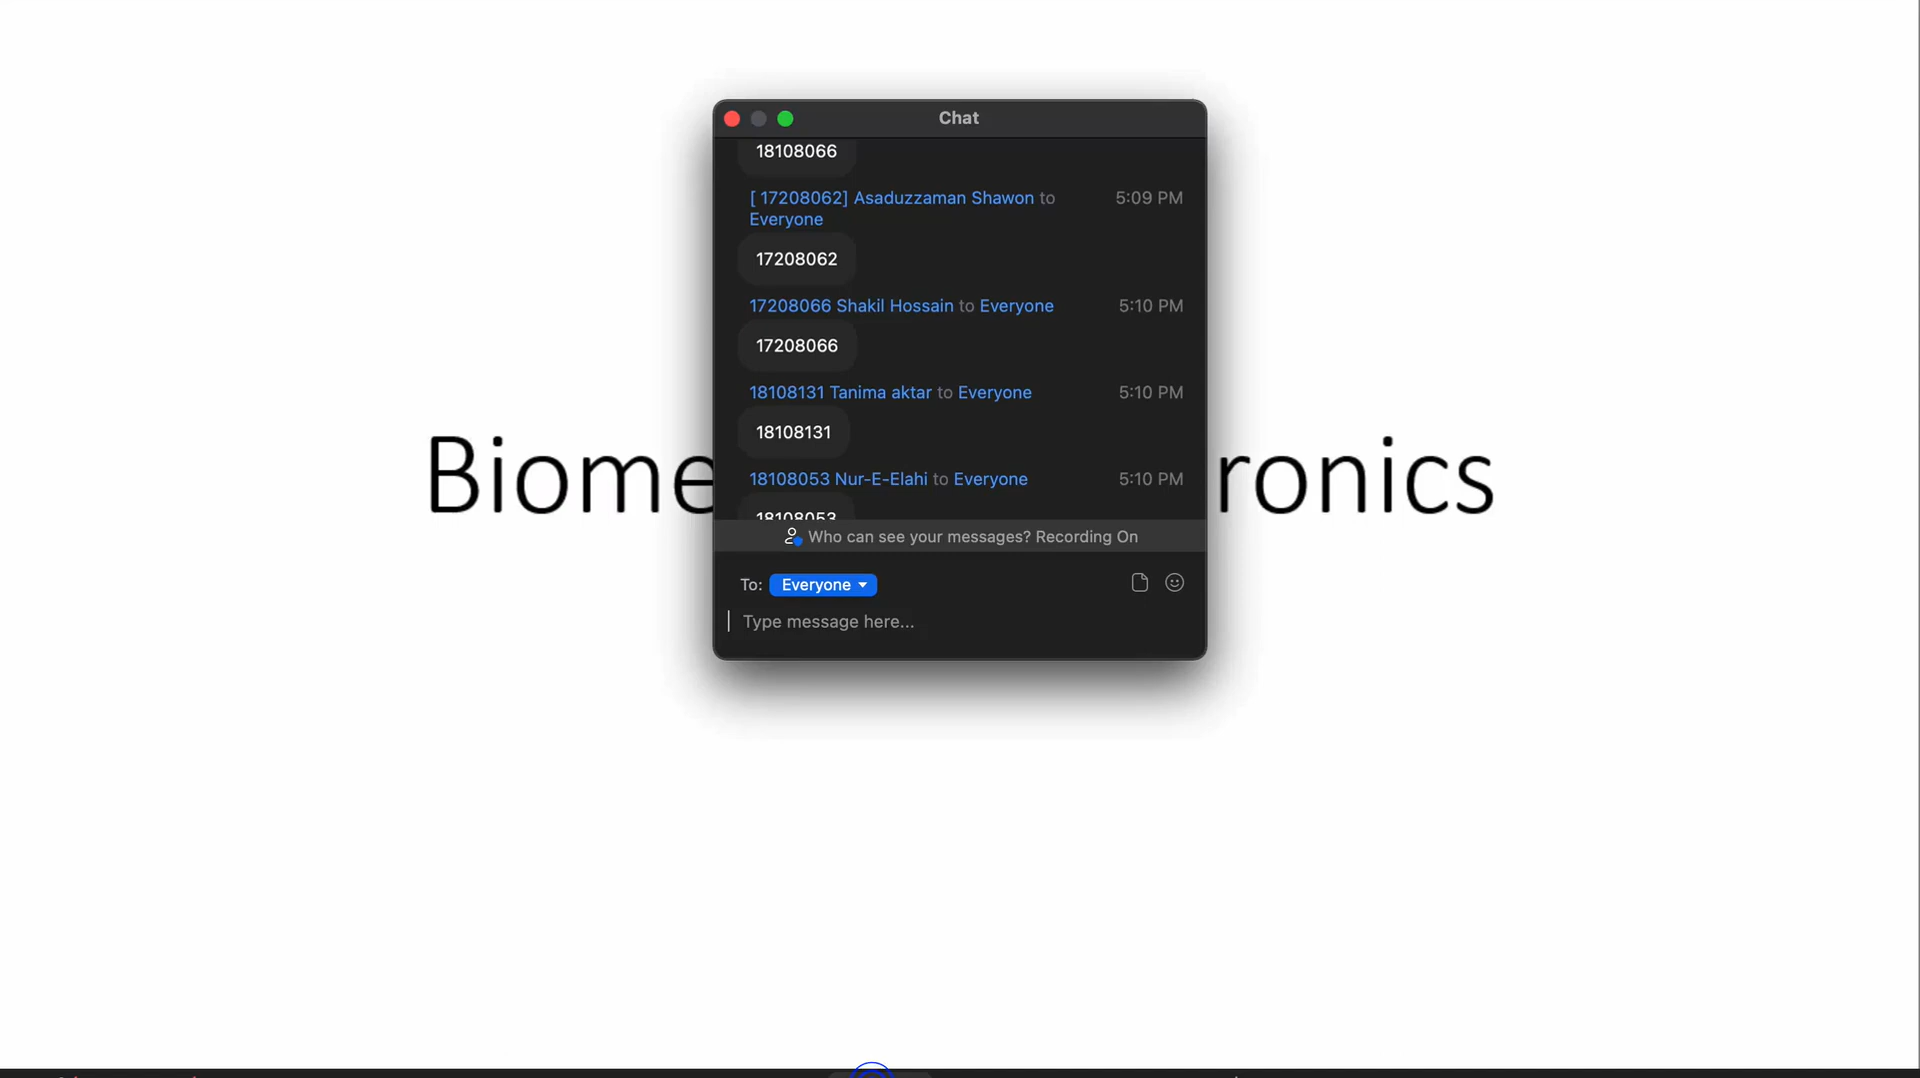 Chat
18108066
[ 17208062] Asaduzzaman Shawon to
Everyone
5:09 PM
17208062
17208066 Shakil Hossain to Everyone
5:10 PM
17208066
18108131 Tanima aktar to Everyone
5:10 PM
18108131
18108053 Nur-E-Elahi to Everyone
5:10 PM
18108053
Who can see your messages? Recording On
To: Everyone
Type message here...
Biome
ronics